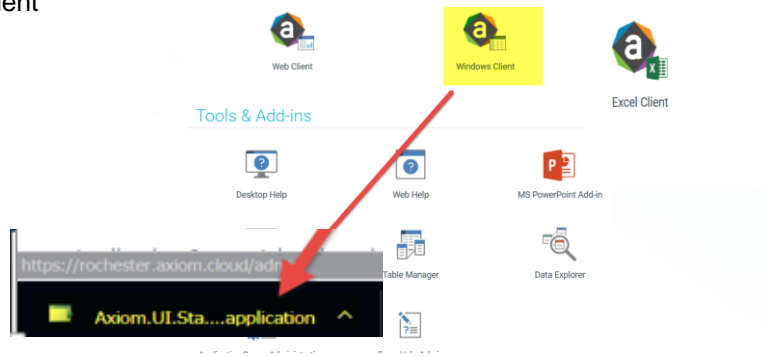 ent
Web Client
Windows Client
Excel Client
Tools & Add-ins
Desktop Help
Web Help
MS PowerPoint Add-in
https://rochester.axiom.cloud/adm
Table Manager
Data Explorer
Axiom.UI.Sta....application